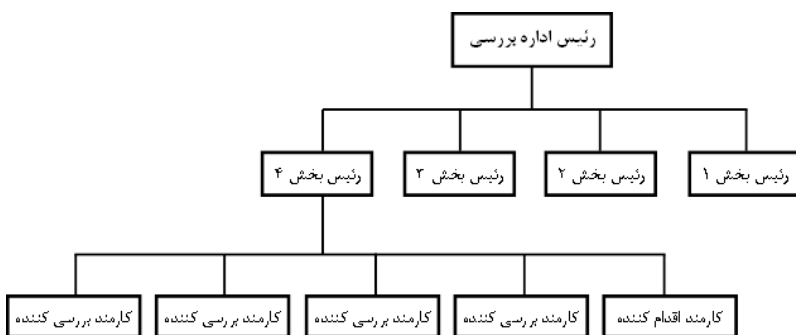 رئیس اداره بررسی
رئیس بخش ۱
رئیس بخش ۲
رئیس بخش ۳
رئیس بخش ۴
کارمند اقدام کننده
کارمند بررسی کننده
کارمند بررسی کننده
کارمند بررسی کننده
کارمند بررسی کننده